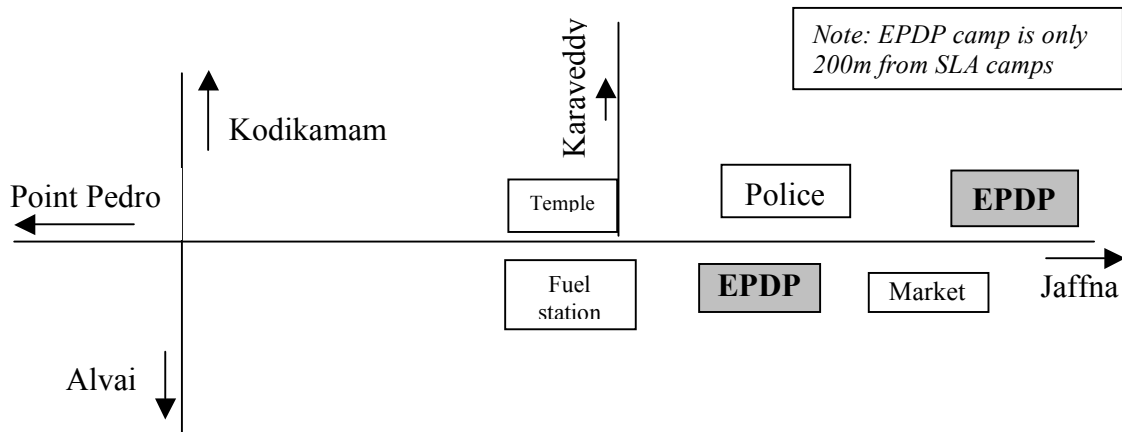 Note: EPDP camp is only
200m from SLA camps
Karaveddy
Kodikamam
Point Pedro
Temple
Police
EPDP
Fuel
station
EPDP
Market
Jaffna
Alvai